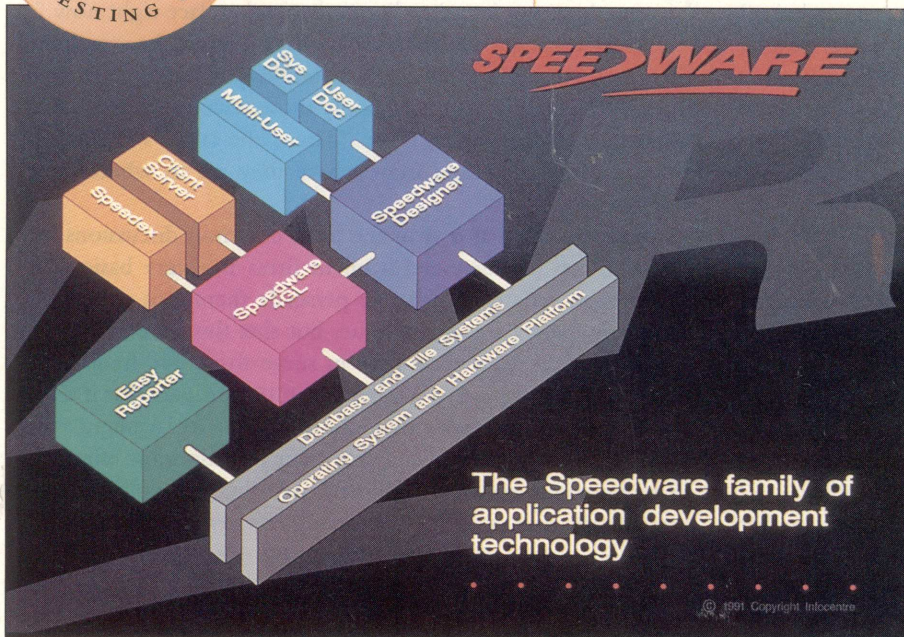 ESTING
SPEEDWARE
Sys
Doc
User
Doc
Multi-User
Client
Server
Speedex
Speedware
Designer
Speedware
4GL
Easy
Reporter
Database and File Systems
Operating System and Hardware Platform
The Speedware family of
application development
technology
© 1991 Copyright Infocentre